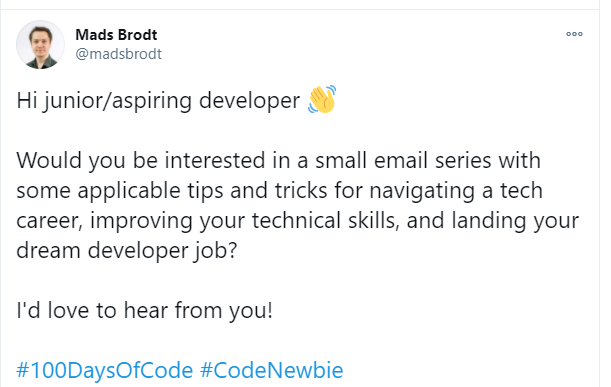 Mads Brodt
@madsbrodt
Hi junior/aspiring developer 👋
Would you be interested in a small email series with
some applicable tips and tricks for navigating a tech
career, improving your technical skills, and landing your
dream developer job?
I'd love to hear from you!
#100DaysOfCode #CodeNewbie